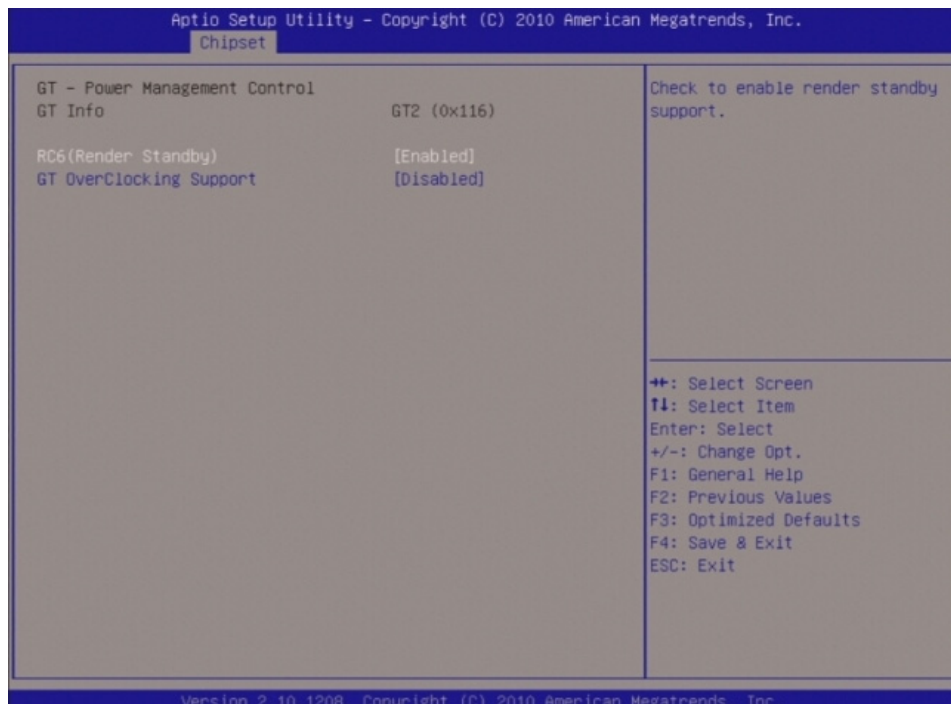 Aptio Setup Utility – Copyright (C) 2010 American Megatrends, Inc.
Chipset
GT – Power Management Control
GT Info GT2 (0x116)
RC6(Render Standby) [Enabled]
GT OverClocking Support [Disabled]
Check to enable render standby
support.
→←: Select Screen
↑↓: Select Item
Enter: Select
+/-: Change Opt.
F1: General Help
F2: Previous Values
F3: Optimized Defaults
F4: Save & Exit
ESC: Exit
Version 2.10.1208. Copyright (C) 2010 American Megatrends, Inc.